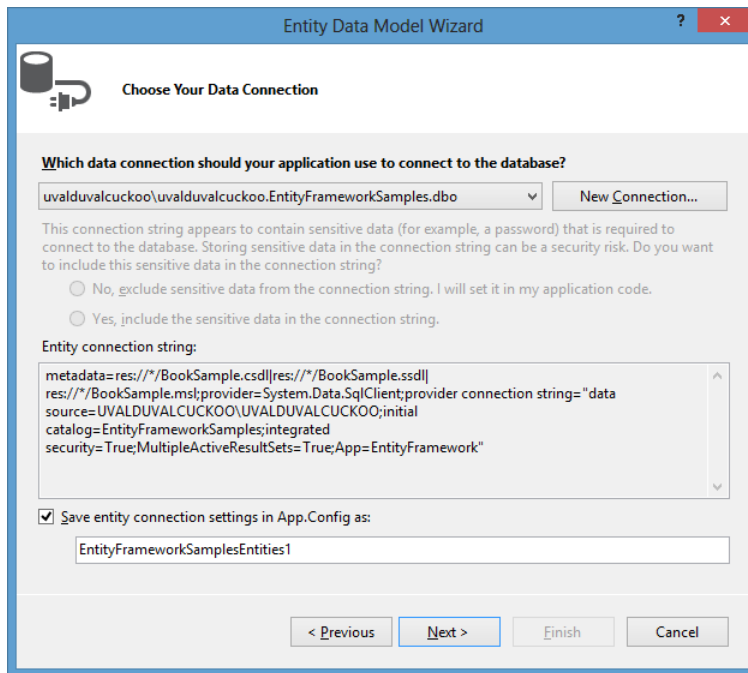 Entity Data Model Wizard
?
Choose Your Data Connection
Which data connection should your application use to connect to the database?
uvalduvalcuckoo\uvalduvalcuckoo.EntityFrameworkSamples.dbo
New Connection...
This connection string appears to contain sensitive data (for example, a password) that is required to
connect to the database. Storing sensitive data in the connection string can be a security risk. Do you want
to include this sensitive data in the connection string?
No, exclude sensitive data from the connection string. I will set it in my application code.
Yes, include the sensitive data in the connection string.
Entity connection string:
metadata=res://*/BookSample.csdl|res://*/BookSample.ssdl|
res://*/BookSample.msl;provider=System.Data.SqlClient;provider connection string="data
source=UVALDUVALCUCKOO\UVALDUVALCUCKOO;initial
catalog=EntityFrameworkSamples;integrated
security=True;MultipleActiveResultSets=True;App=EntityFramework"
Save entity connection settings in App.Config as:
EntityFrameworkSamplesEntities1
< Previous
Next >
Finish
Cancel